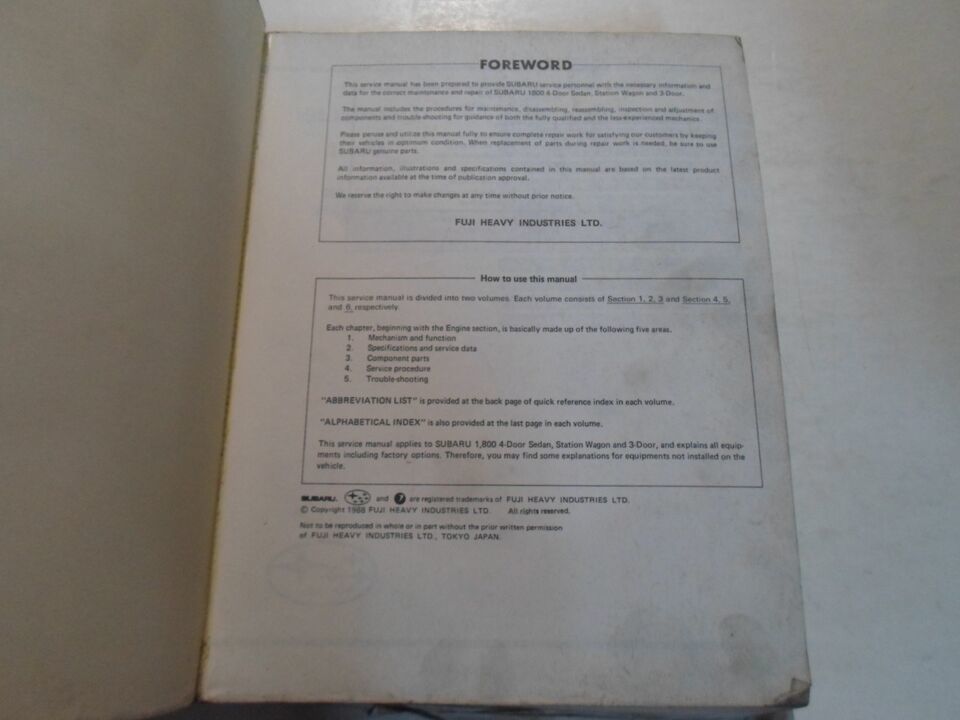 FOREWORD
This service manual has been prepared to provide SUBARU service personnel with the necessary information and
data for the correct maintenance and repair of SUBARU 1800 4-Door Sedan, Station Wagon and 3-Door.
The manual includes the procedures for maintenance, disassembling, reassembling, inspection and adjustment of
components and trouble-shooting for guidance of both the fully qualified and the less-experienced mechanics.
Please peruse and utilize this manual fully to ensure complete repair work for satisfying our customers by keeping
their vehicles in optimum condition. When replacement of parts during repair work is needed, be sure to use
SUBARU genuine parts.
All information, illustrations and specifications contained in this manual are based on the latest product
information available at the time of publication approval.
We reserve the right to make changes at any time without prior notice.
FUJI HEAVY INDUSTRIES LTD.
How to use this manual
This service manual is divided into two volumes. Each volume consists of Section 1, 2, 3 and Section 4, 5,
and 6, respectively.
Each chapter, beginning with the Engine section, is basically made up of the following five areas.
1. Mechanism and function
2. Specifications and service data
3. Component parts
4. Service procedure
5. Trouble-shooting
"ABBREVIATION LIST" is provided at the back page of quick reference index in each volume.
"ALPHABETICAL INDEX" is also provided at the last page in each volume.
This service manual applies to SUBARU 1,800 4-Door Sedan, Station Wagon and 3-Door, and explains all equip-
ments including factory options. Therefore, you may find some explanations for equipments not installed on the
vehicle.
SUBARU. and are registered trademarks of FUJI HEAVY INDUSTRIES LTD.
© Copyright 1988 FUJI HEAVY INDUSTRIES LTD. All rights reserved.
Not to be reproduced in whole or in part without the prior written permission
of FUJI HEAVY INDUSTRIES LTD., TOKYO JAPAN.